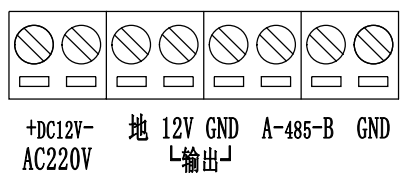 +DC12V- 地 12V GND A-485-B GND
AC220V 输出